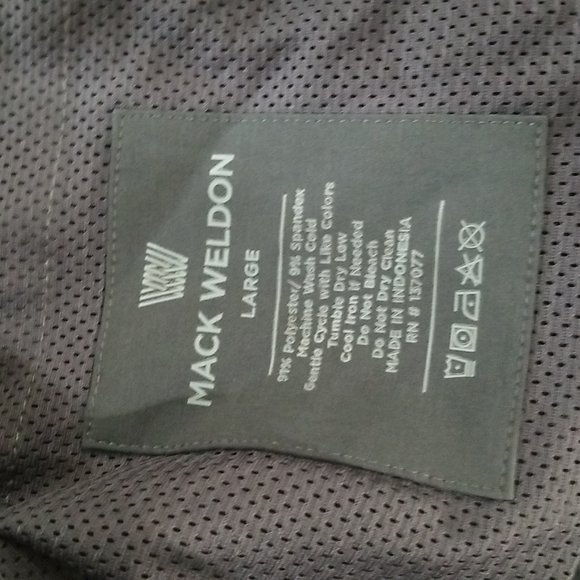 MACK WELDON
LARGE
91% Polyester/ 9% Spandex
Machine Wash Cold
Gentle Cycle with Like Colors
Tumble Dry Low
Cool Iron if Needed
Do Not Bleach
Do Not Dry Clean
MADE IN INDONESIA
RN # 137077